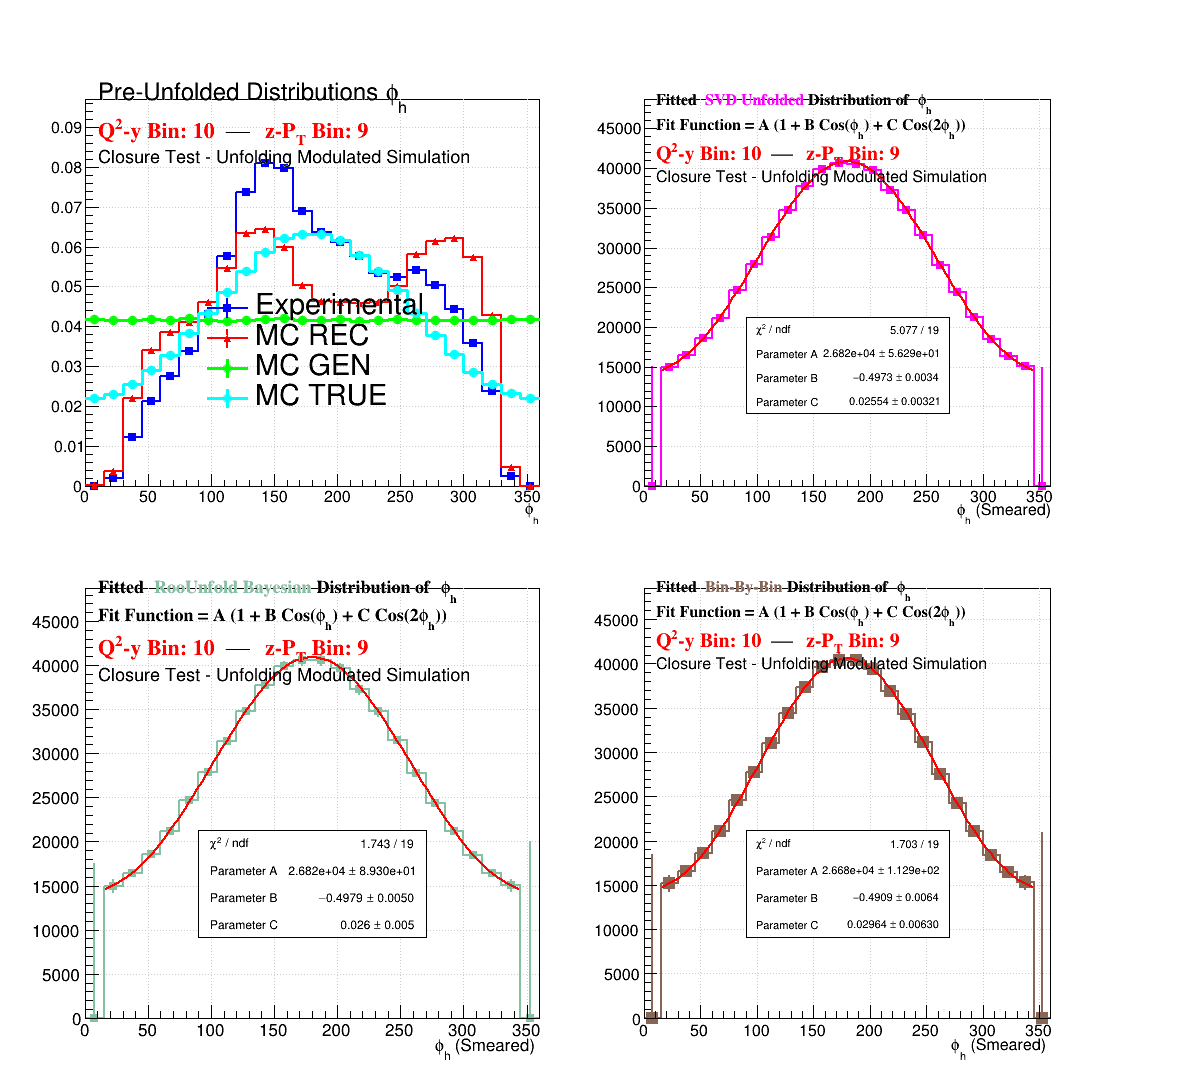 Pre-Unfolded Distributions ϕh
Q²-y Bin: 10 — z-PT Bin: 9
Closure Test - Unfolding Modulated Simulation
0.09
0.08
0.07
0.06
0.05
0.04
0.03
0.02
0.01
0
Experimental
MC REC
MC GEN
MC TRUE
0 50 100 150 200 250 300 350
ϕh
Fitted SVD Unfolded Distribution of ϕh
Fit Function = A (1 + B Cos(ϕh) + C Cos(2ϕh))
Q²-y Bin: 10 — z-PT Bin: 9
Closure Test - Unfolding Modulated Simulation
45000
40000
35000
30000
25000
20000
15000
10000
5000
0
χ² / ndf 5.077 / 19
Parameter A 2.682e+04 ± 5.629e+01
Parameter B −0.4973 ± 0.0034
Parameter C 0.02554 ± 0.00321
0 50 100 150 200 250 300 350
ϕh (Smeared)
Fitted RooUnfold Bayesian Distribution of ϕh
Fit Function = A (1 + B Cos(ϕh) + C Cos(2ϕh))
Q²-y Bin: 10 — z-PT Bin: 9
Closure Test - Unfolding Modulated Simulation
45000
40000
35000
30000
25000
20000
15000
10000
5000
0
χ² / ndf 1.743 / 19
Parameter A 2.682e+04 ± 8.930e+01
Parameter B −0.4979 ± 0.0050
Parameter C 0.026 ± 0.005
0 50 100 150 200 250 300 350
ϕh (Smeared)
Fitted Bin-By-Bin Distribution of ϕh
Fit Function = A (1 + B Cos(ϕh) + C Cos(2ϕh))
Q²-y Bin: 10 — z-PT Bin: 9
Closure Test - Unfolding Modulated Simulation
45000
40000
35000
30000
25000
20000
15000
10000
5000
0
χ² / ndf 1.703 / 19
Parameter A 2.668e+04 ± 1.129e+02
Parameter B −0.4909 ± 0.0064
Parameter C 0.02964 ± 0.00630
0 50 100 150 200 250 300 350
ϕh (Smeared)